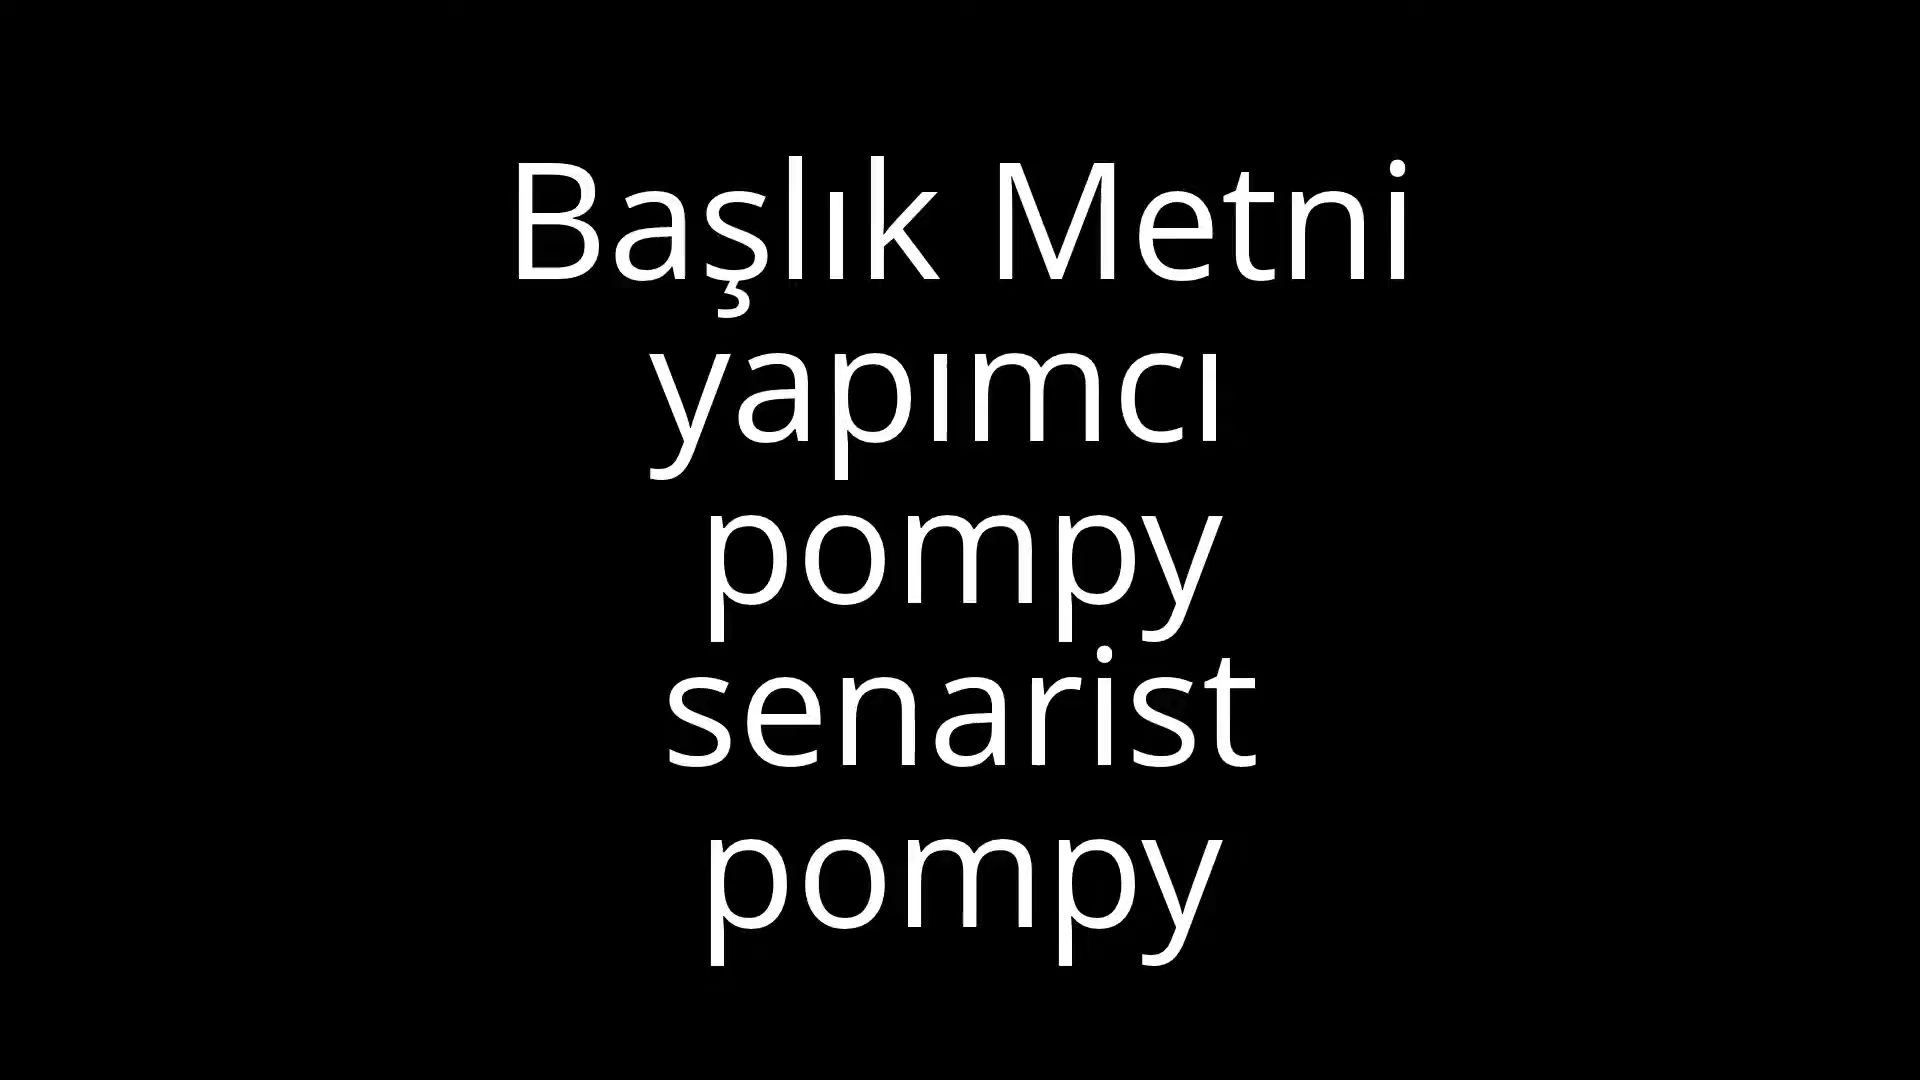 Başlık Metni
yapımcı
pompy
senarist
pompy